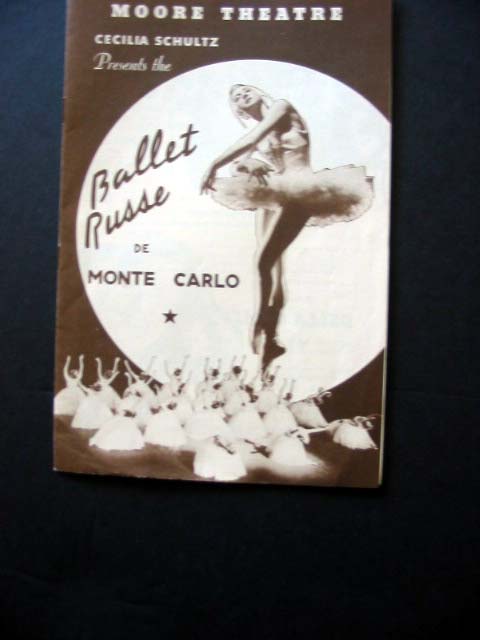 MOORE THEATRE
CECILIA SCHULTZ
Presents the
Ballet
Russe
DE
MONTE CARLO